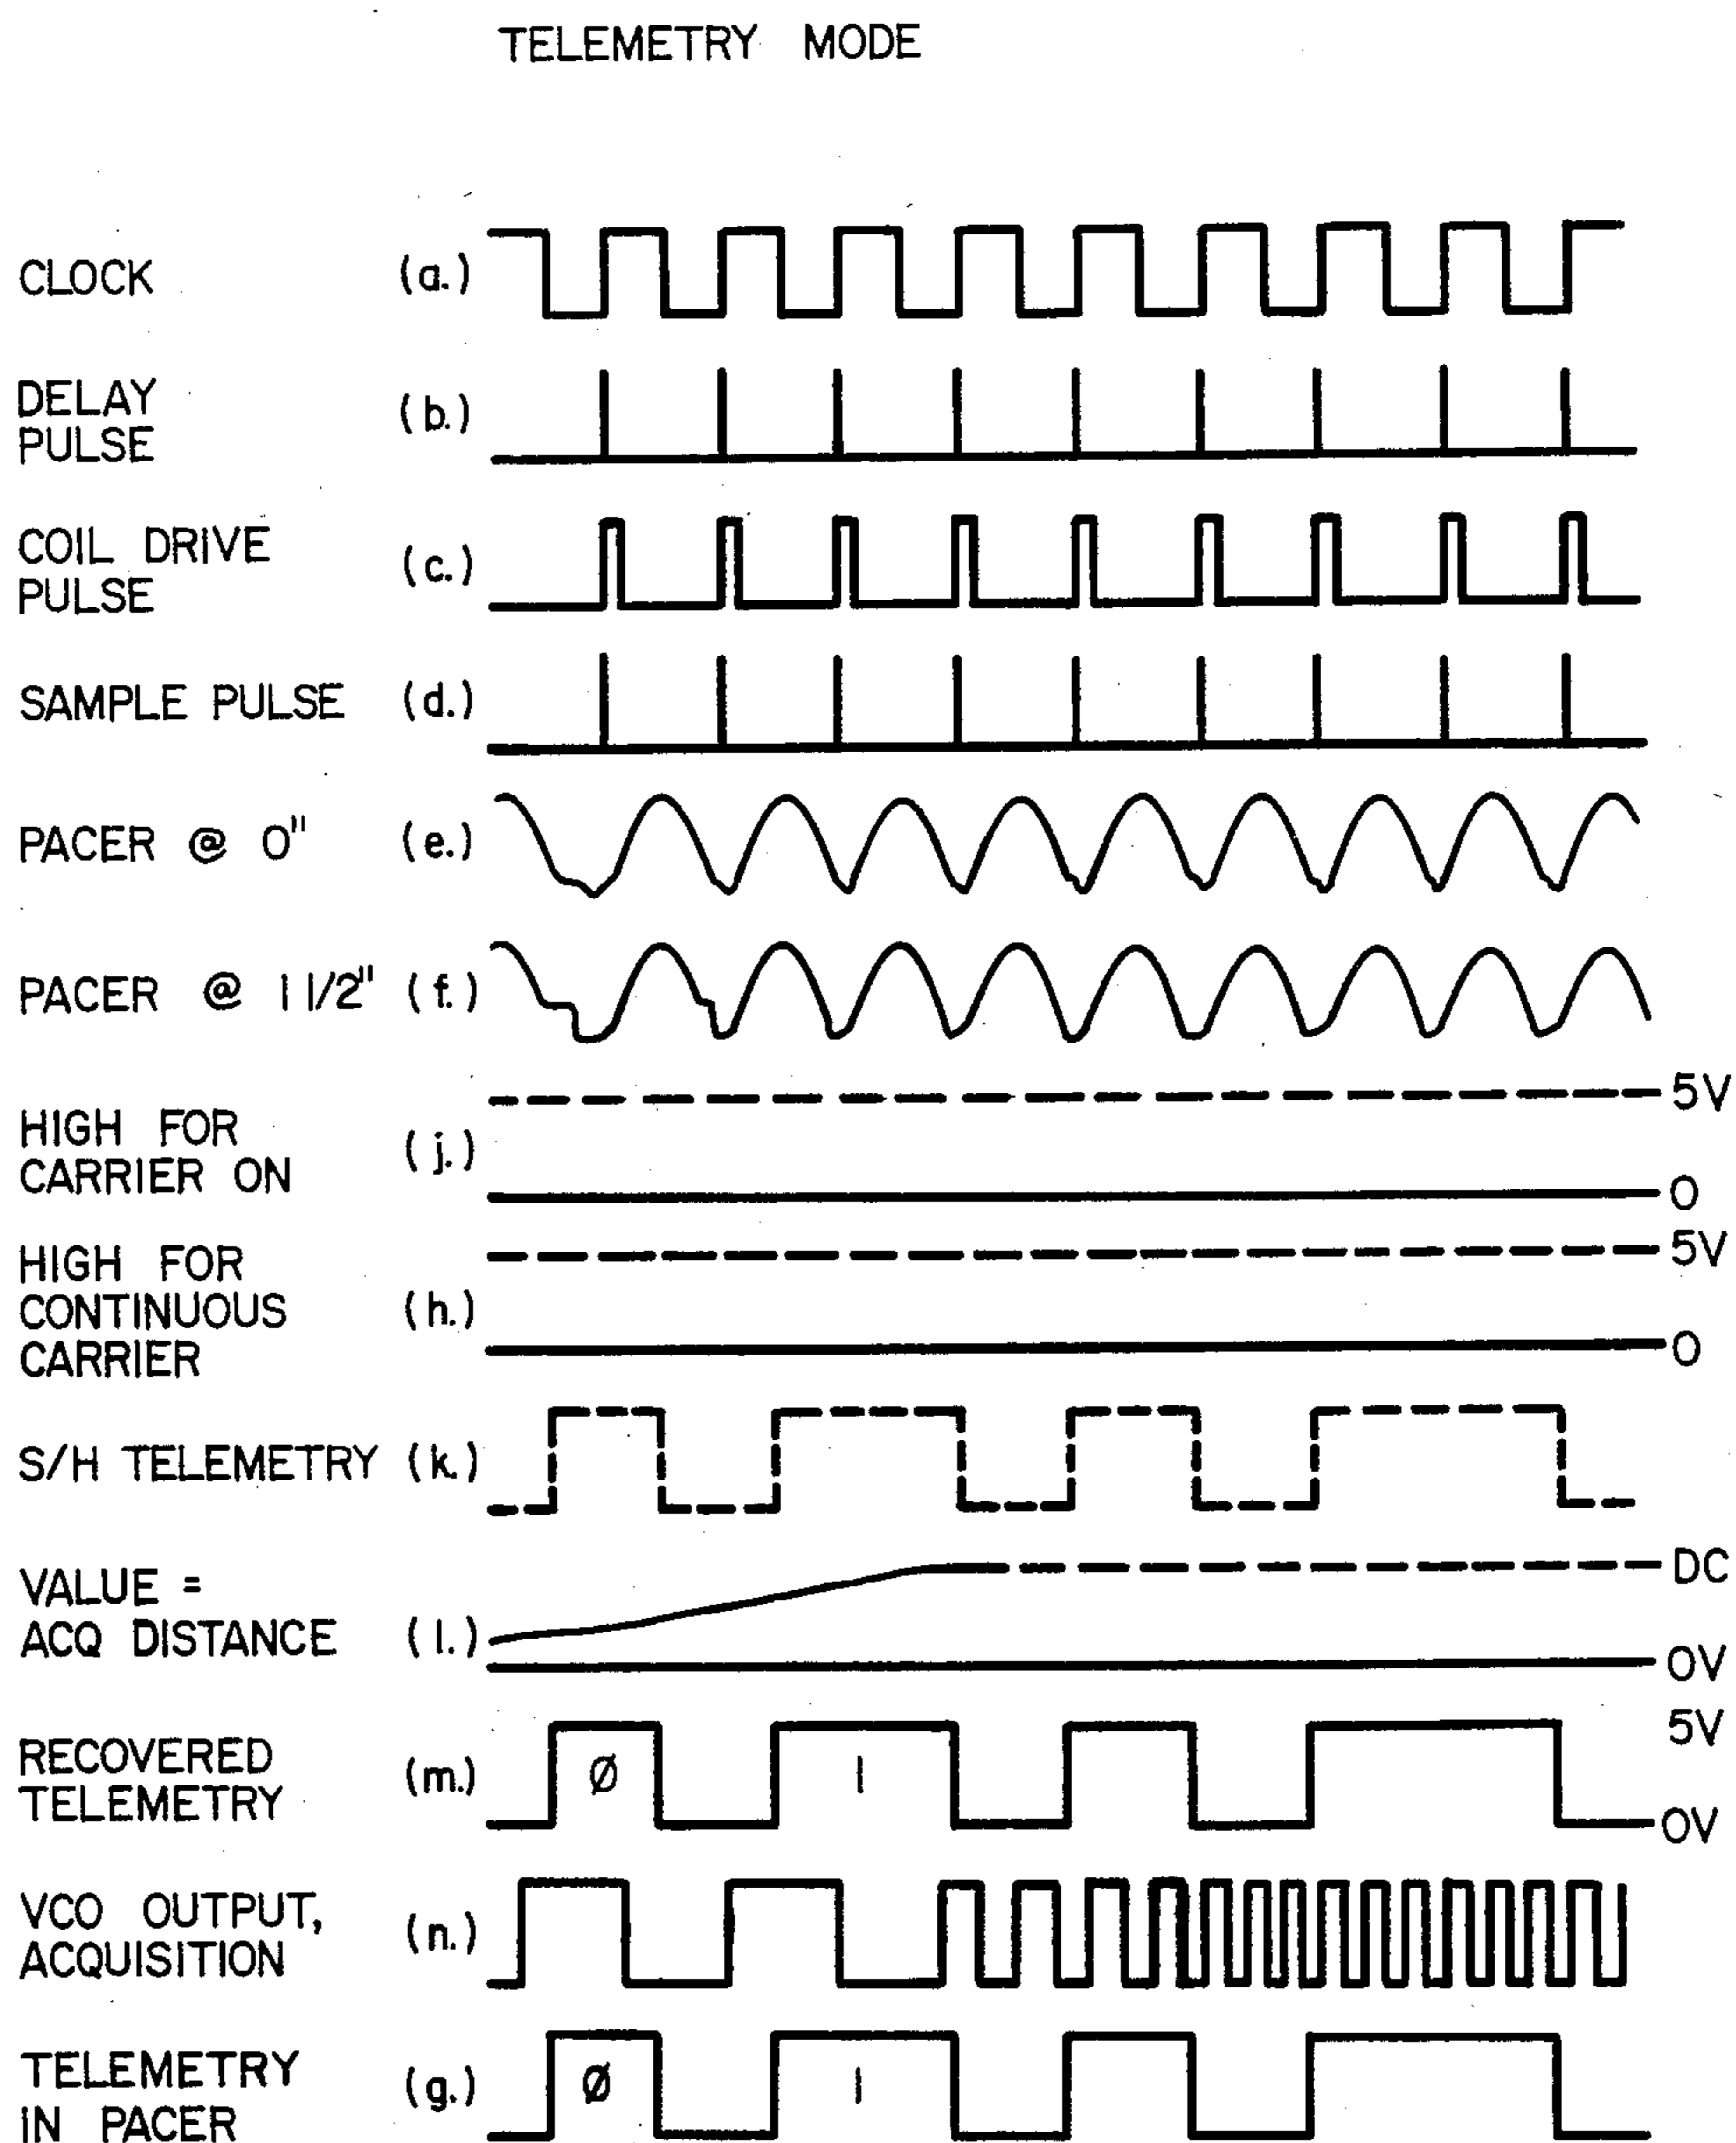 TELEMETRY MODE
CLOCK (a.)
DELAY
PULSE (b.)
COIL DRIVE
PULSE (c.)
SAMPLE PULSE (d.)
PACER @ 0" (e.)
PACER @ 1 1/2" (f.)
5V
HIGH FOR
CARRIER ON (j.)
0
5V
HIGH FOR
CONTINUOUS (h.)
CARRIER
0
S/H TELEMETRY (k.)
DC
VALUE =
ACQ DISTANCE (l.)
0V
5V
RECOVERED
TELEMETRY (m.) Ø 1
0V
VCO OUTPUT,
ACQUISITION (n.)
TELEMETRY
IN PACER (g.) Ø 1